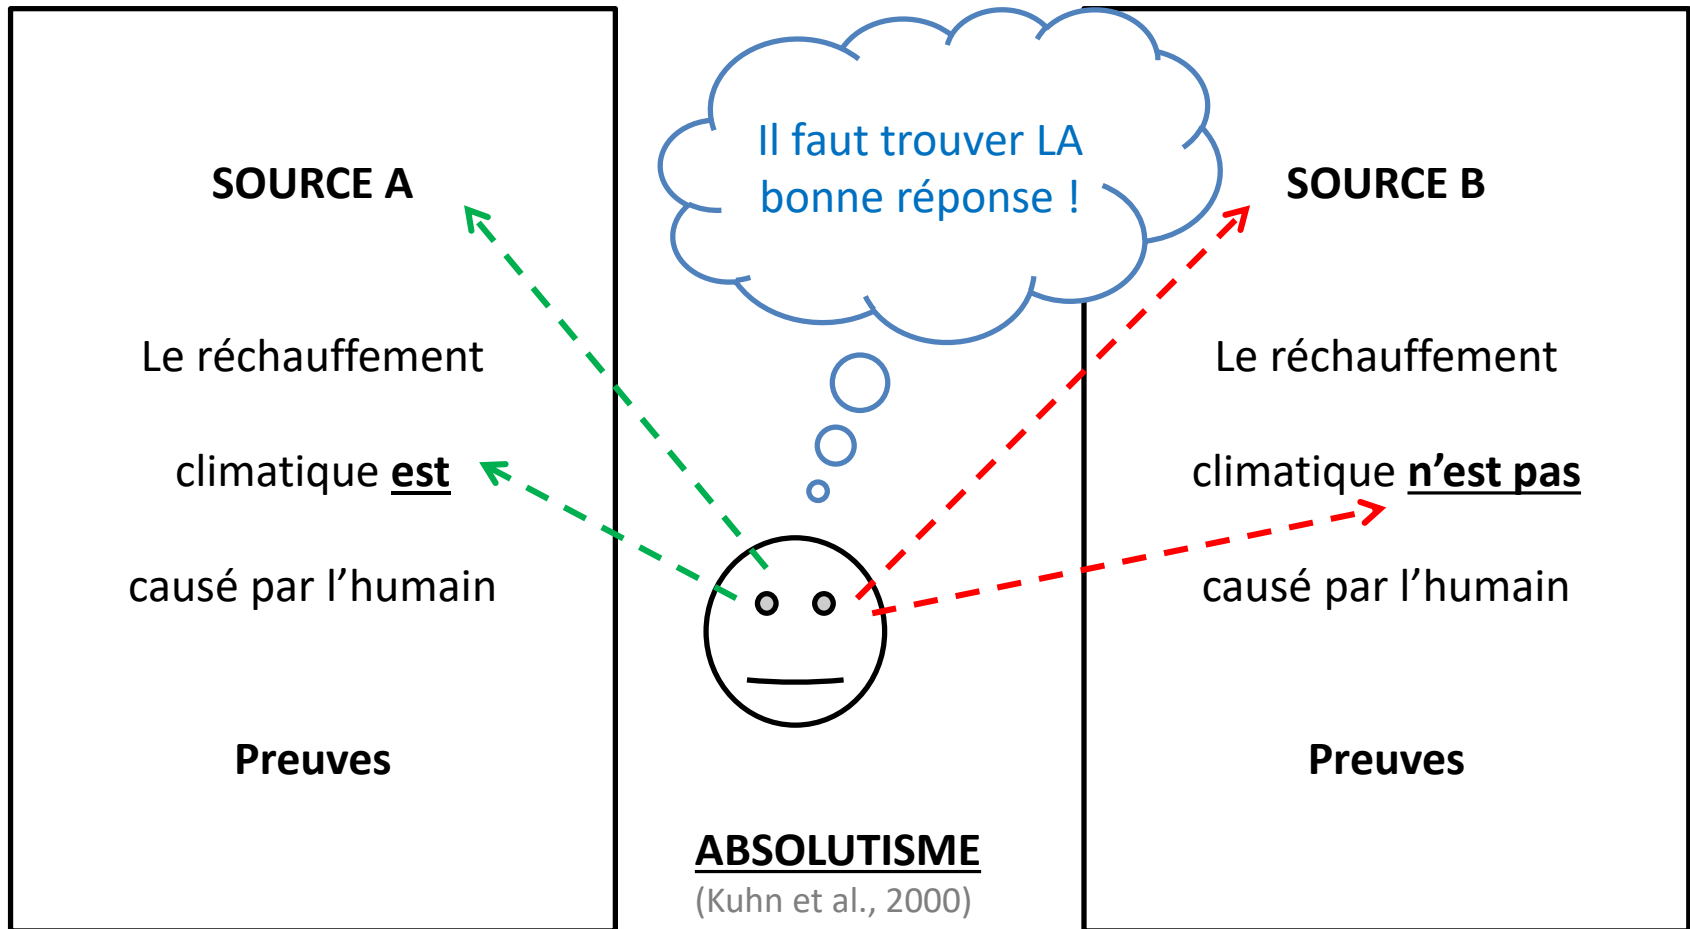 SOURCE A
Le réchauffement
climatique est
causé par l’humain
Preuves
Il faut trouver LA
bonne réponse !
ABSOLUTISME
(Kuhn et al., 2000)
SOURCE B
Le réchauffement
climatique n’est pas
causé par l’humain
Preuves